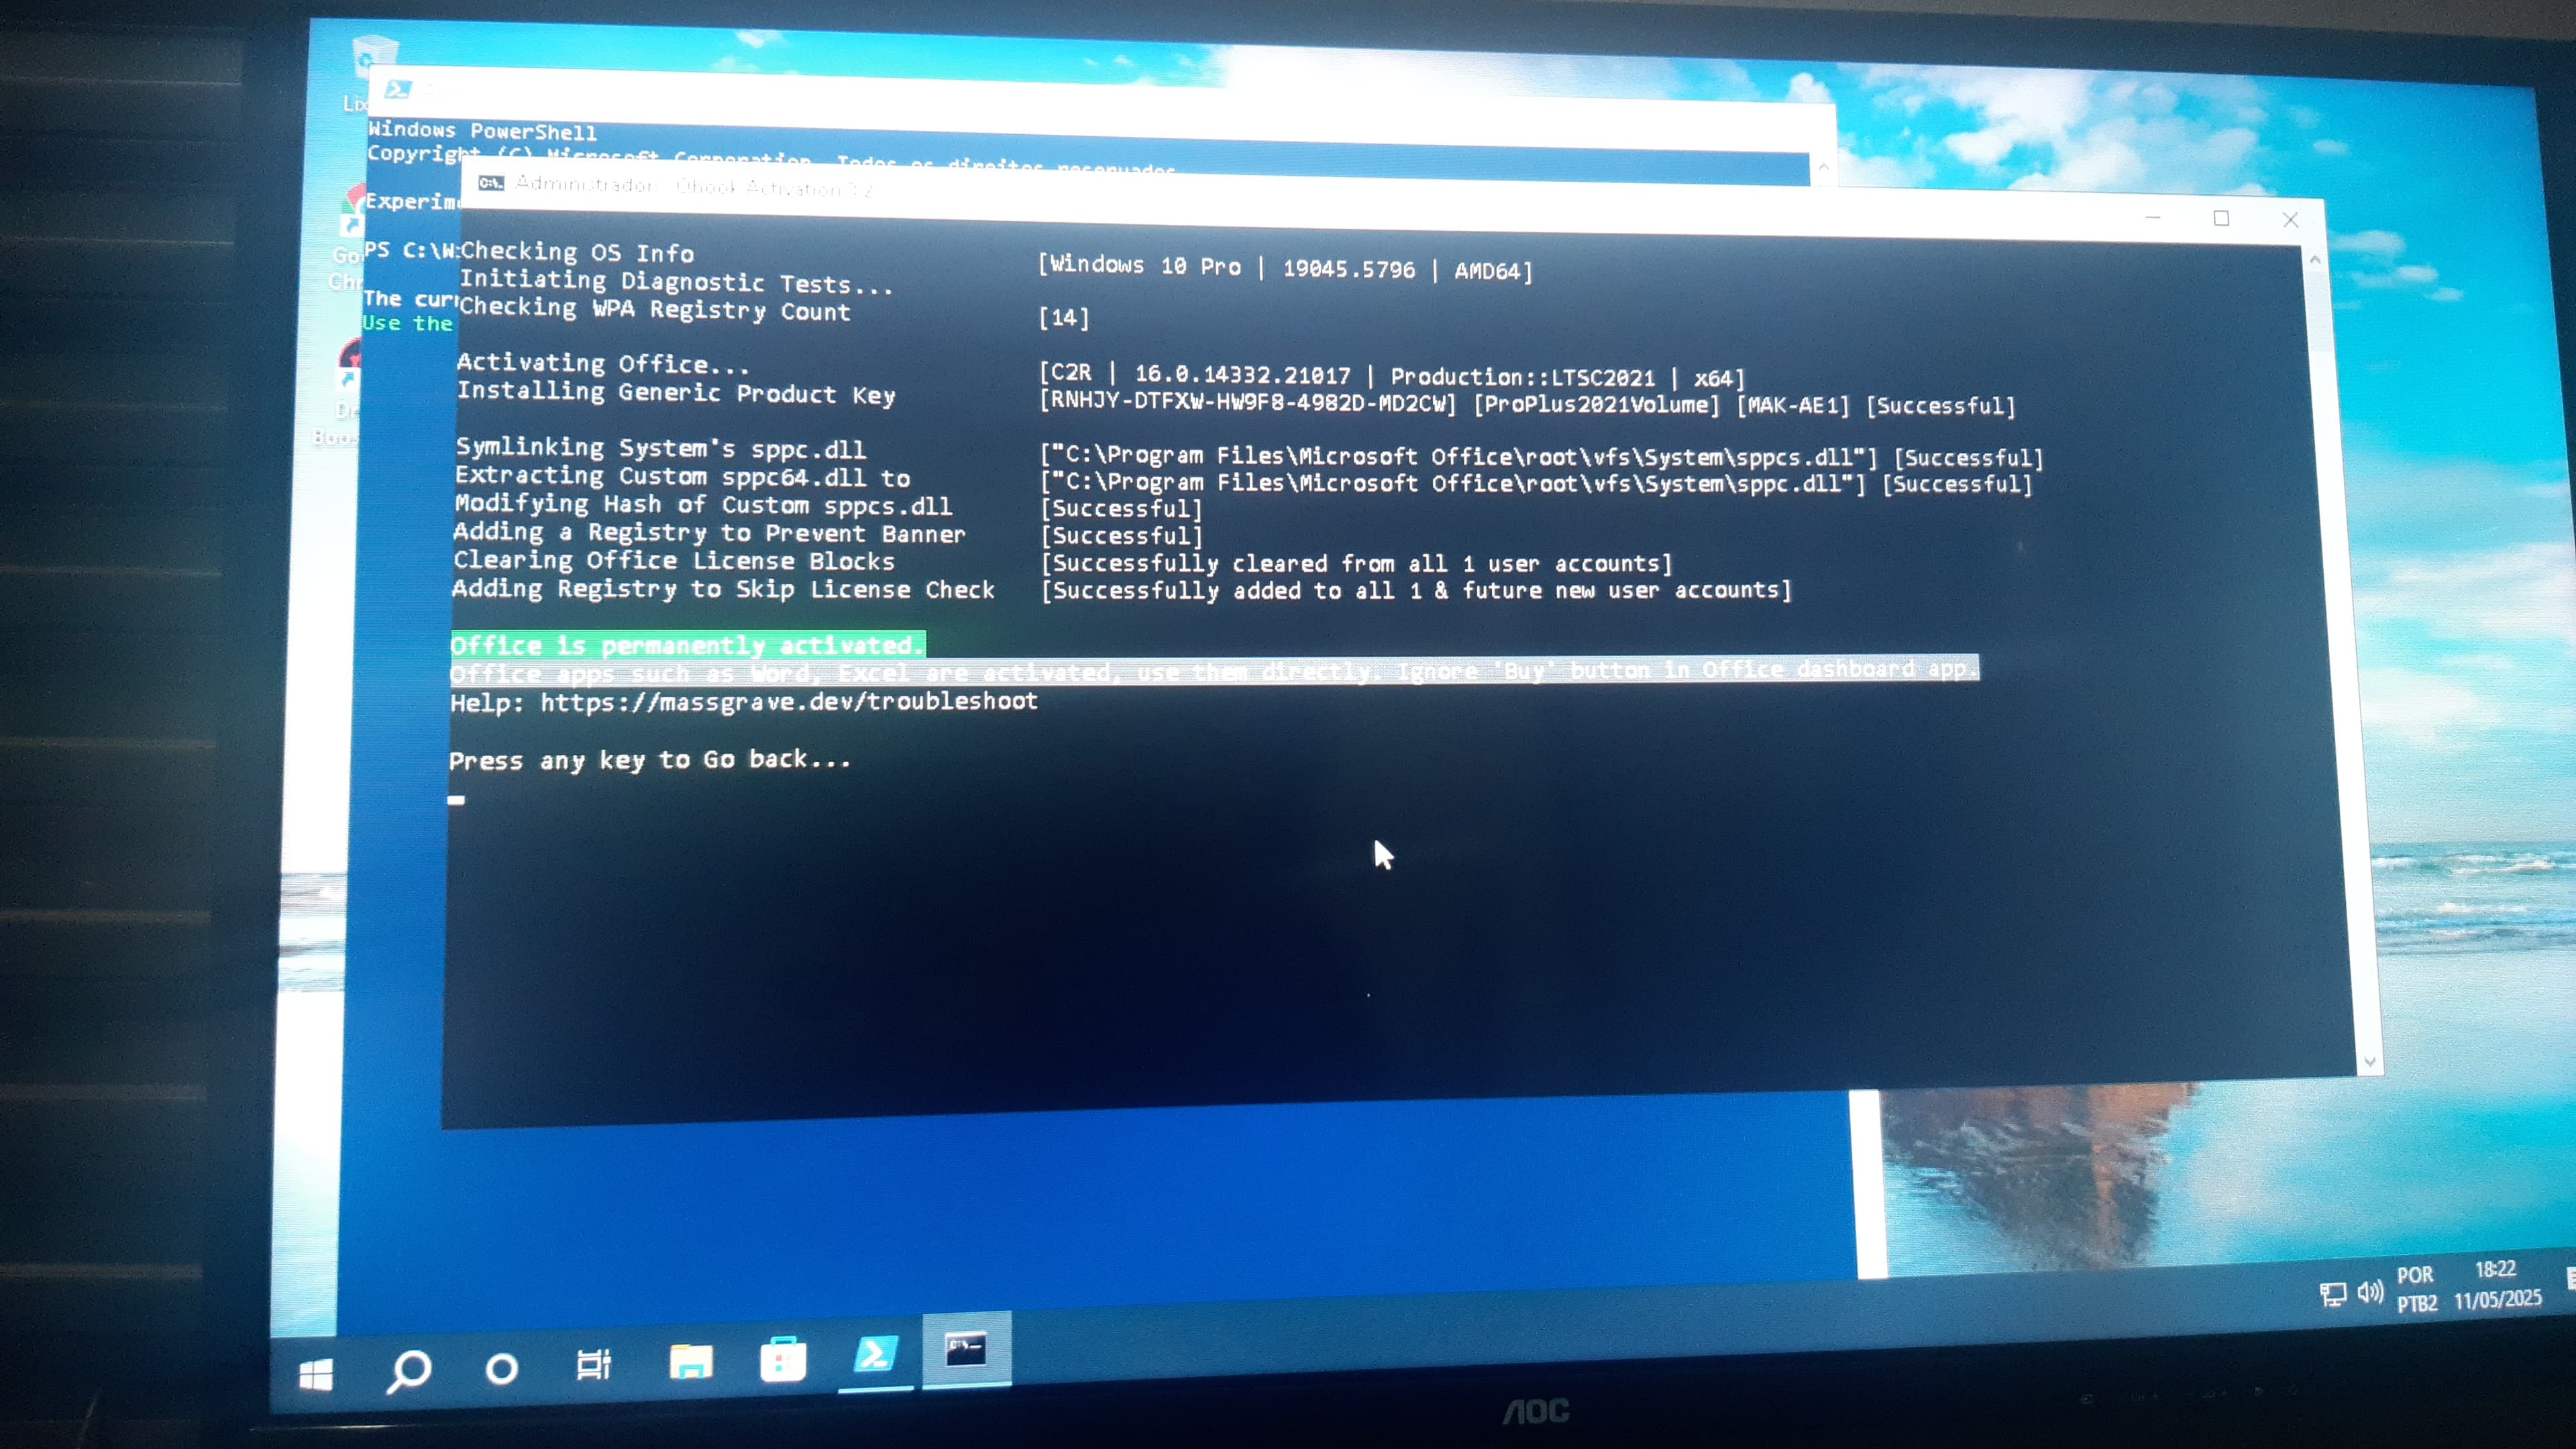 Lix
Windows PowerShell
Copyright (C) Microsoft Corporation. Todos os direitos reservados.
Administrador: Ohook Activation 3.2
Experim
Go
Chr
PS C:\W
The curr
Use the
D
Boos
Checking OS Info [Windows 10 Pro | 19045.5796 | AMD64]
Initiating Diagnostic Tests...
Checking WPA Registry Count [14]
Activating Office... [C2R | 16.0.14332.21017 | Production::LTSC2021 | x64]
Installing Generic Product Key [RNHJY-DTFXW-HW9F8-4982D-MD2CW] [ProPlus2021Volume] [MAK-AE1] [Successful]
Symlinking System's sppc.dll ["C:\Program Files\Microsoft Office\root\vfs\System\sppcs.dll"] [Successful]
Extracting Custom sppc64.dll to ["C:\Program Files\Microsoft Office\root\vfs\System\sppc.dll"] [Successful]
Modifying Hash of Custom sppcs.dll [Successful]
Adding a Registry to Prevent Banner [Successful]
Clearing Office License Blocks [Successfully cleared from all 1 user accounts]
Adding Registry to Skip License Check [Successfully added to all 1 & future new user accounts]
Office is permanently activated.
Office apps such as Word, Excel are activated, use them directly. Ignore 'Buy' button in Office dashboard app.
Help: https://massgrave.dev/troubleshoot
Press any key to Go back...
POR
PTB2
18:22
11/05/2025
AOC